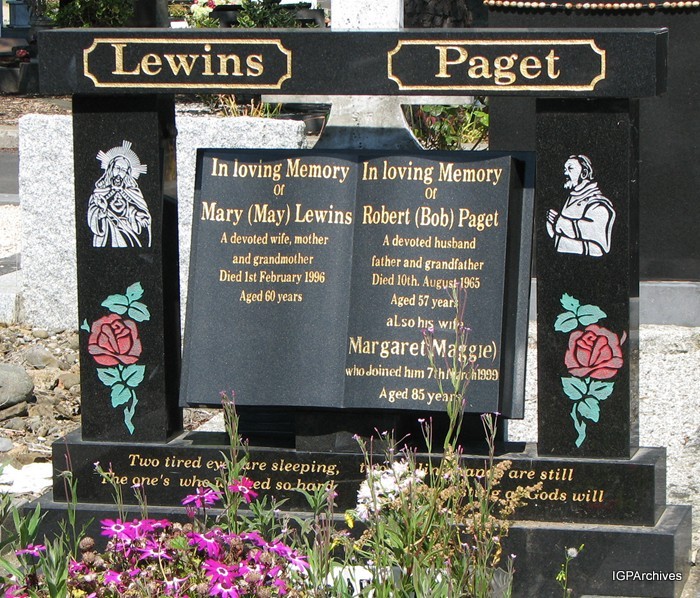 Lewins
Paget
In loving Memory
Of
Mary (May) Lewins
A devoted wife, mother
and grandmother
Died 1st February 1996
Aged 60 years
In loving Memory
Of
Robert (Bob) Paget
A devoted husband
father and grandfather
Died 10th. August 1965
Aged 57 years
also his wife
Margaret (Maggie)
who Joined him 7th March 1999
Aged 85 years
Two tired eyes are sleeping, are still
The one's who so hard Gods will
IGPArchives